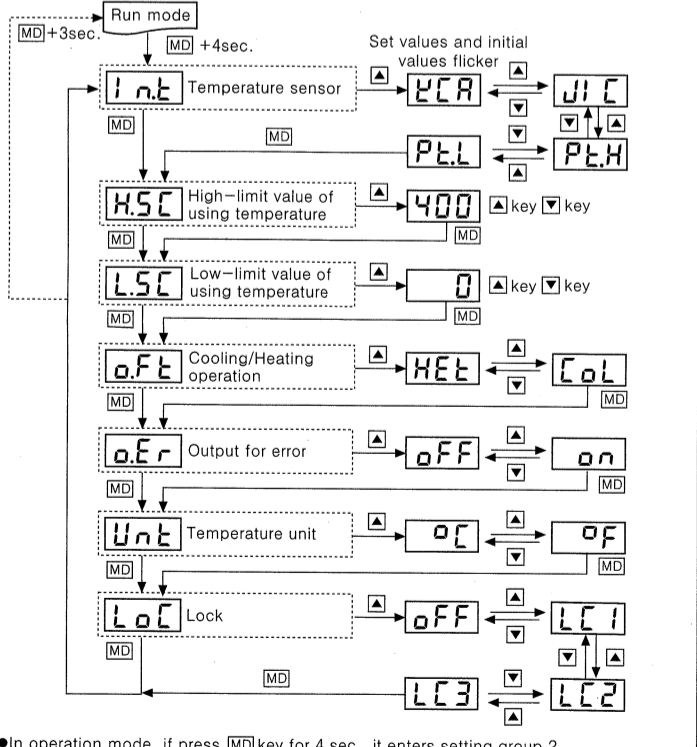 Run mode
MD +3sec.
MD +4sec.
Set values and initial
values flicker
In.t Temperature sensor ▲ KCA ▲ ▼ JIC
MD
MD
▼ ▲
Pt.L ▼ ▲ Pt.H
H.SC High-limit value of
using temperature ▲ 400 ▲ key ▼ key
MD
MD
L.SC Low-limit value of
using temperature ▲ 0 ▲ key ▼ key
MD
MD
o.Ft Cooling/Heating
operation ▲ HEt ▲ ▼ CoL
MD
MD
o.Er Output for error ▲ oFF ▲ ▼ on
MD
MD
Unt Temperature unit ▲ °C ▲ ▼ °F
MD
MD
LoC Lock ▲ oFF ▲ ▼ LC1
MD
▼ ▲
MD
LC3 ▼ ▲ LC2
●In operation mode, if press MD key for 4 sec., it enters setting group 2.